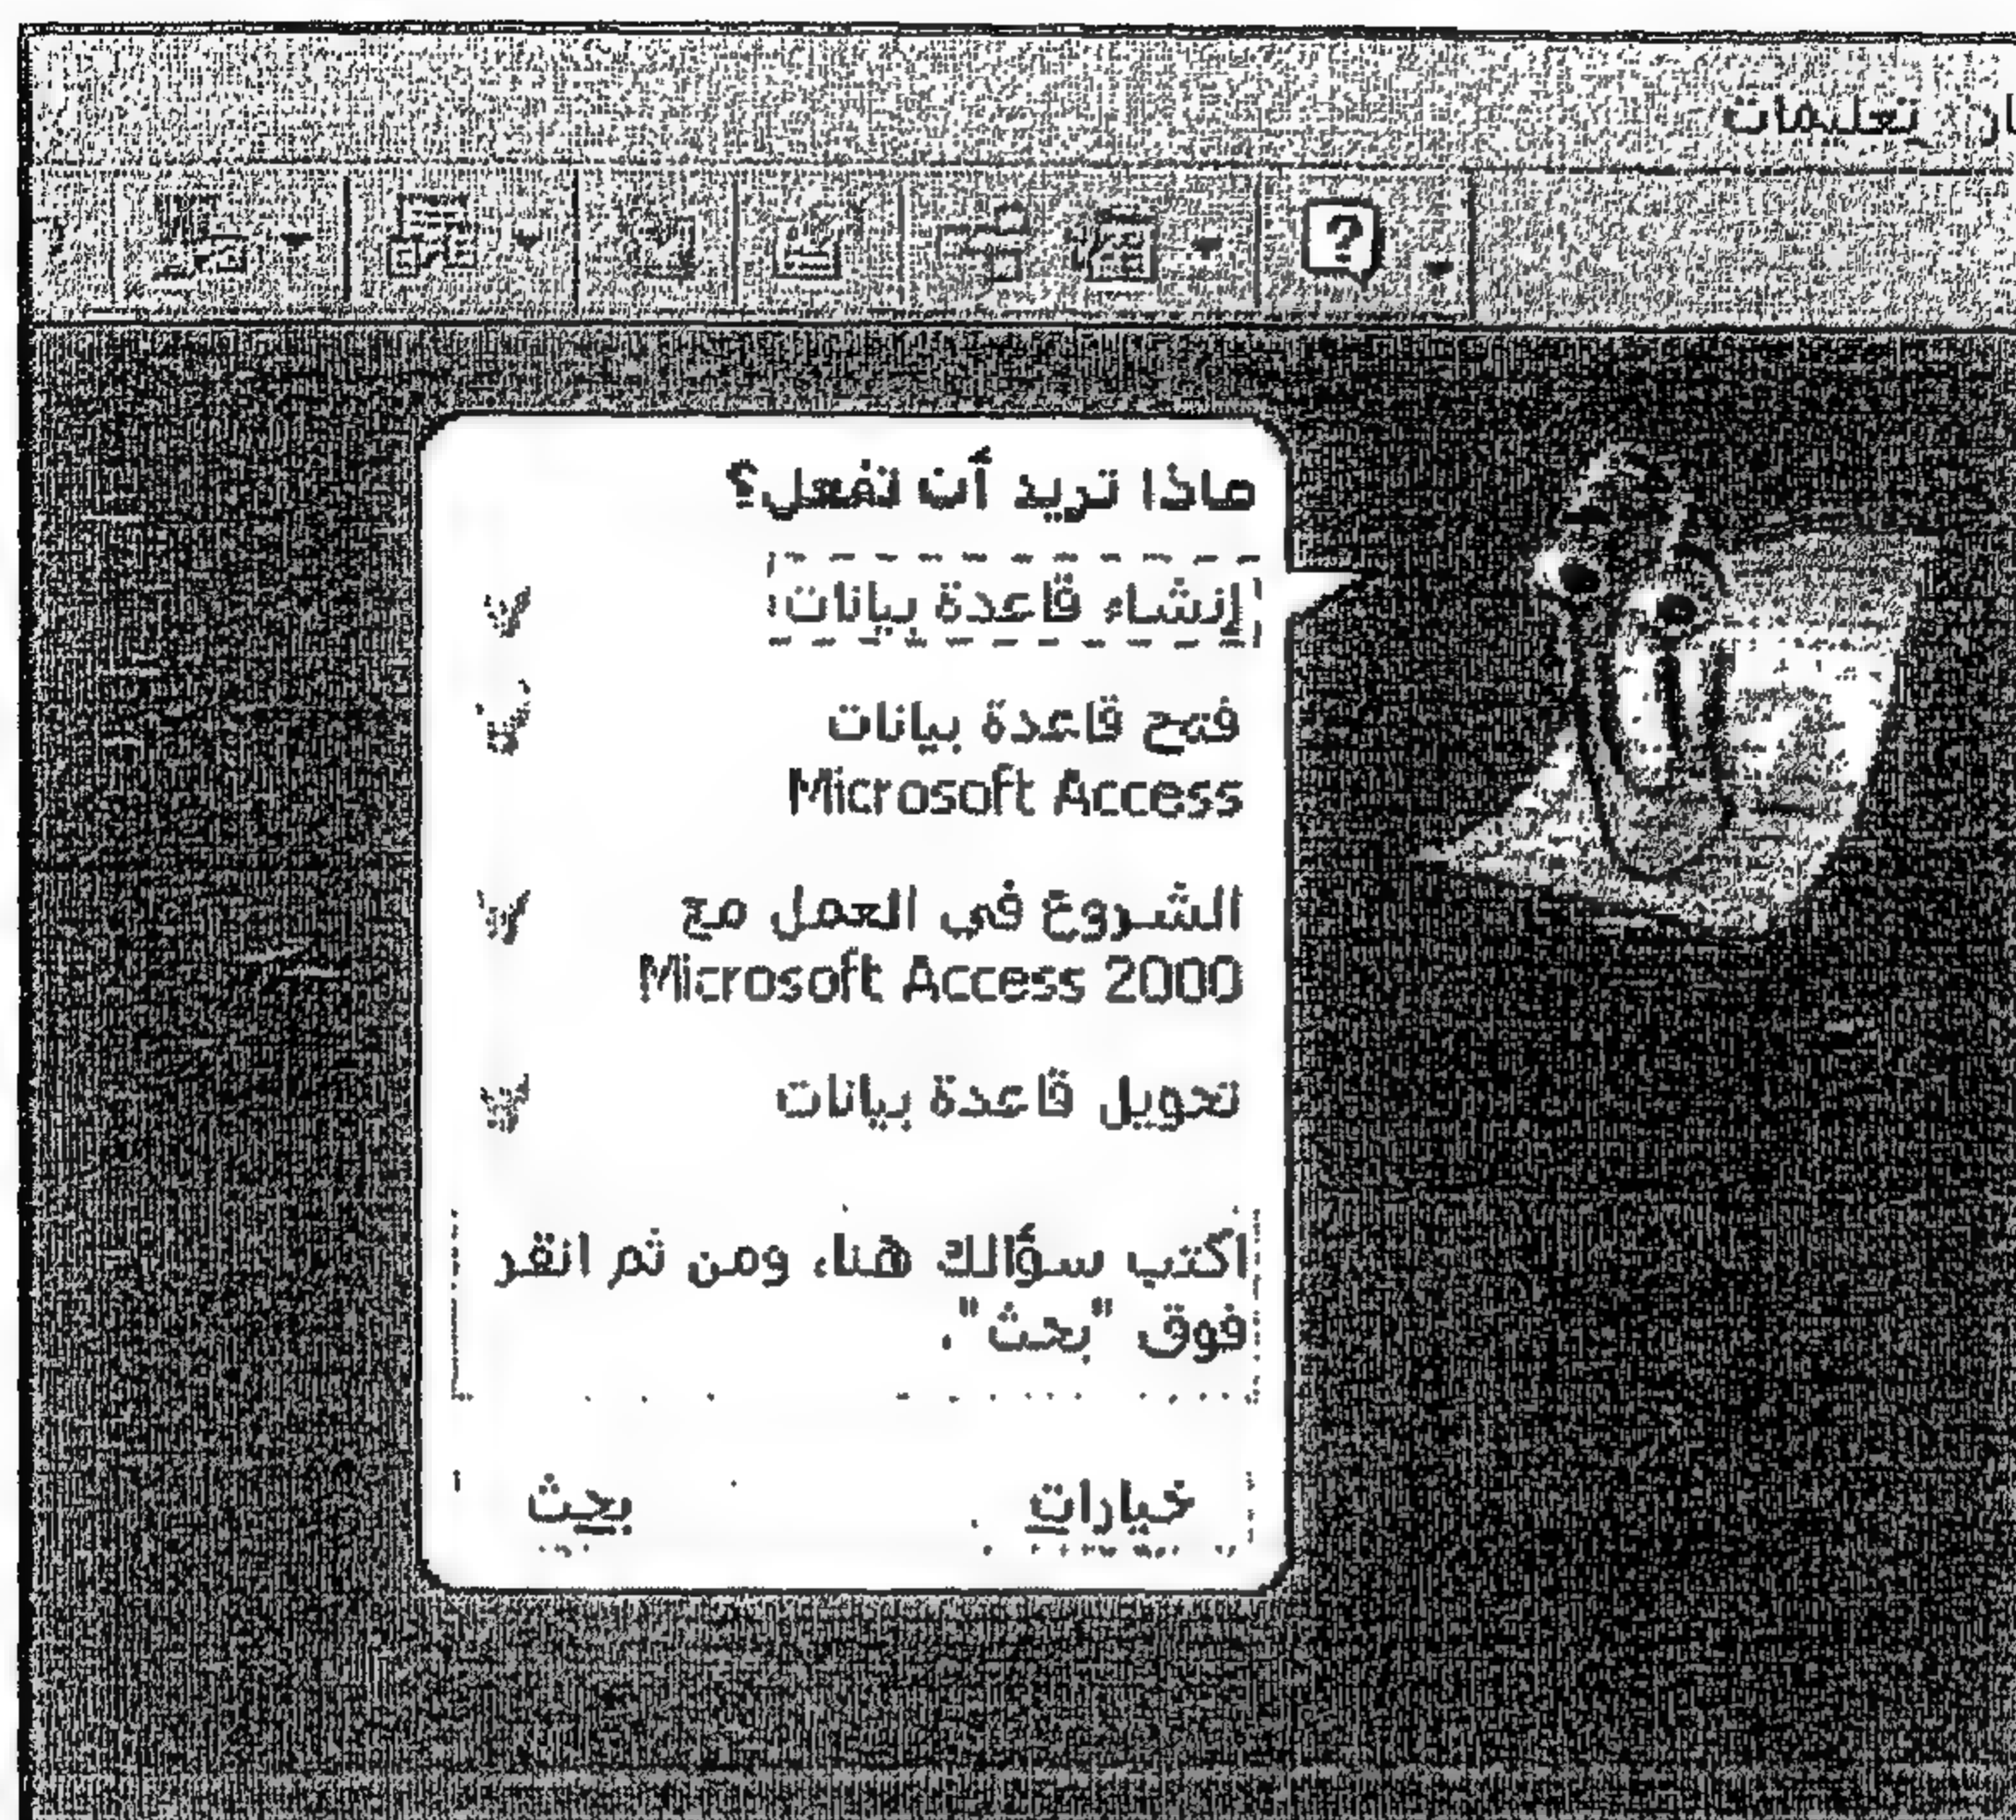 تعليمات
ماذا تريد أن تفعل؟
إنشاء قاعدة بيانات
فتح قاعدة بيانات
Microsoft Access
الشروع في العمل مع
Microsoft Access 2000
تحويل قاعدة بيانات
اكتب سؤالك هنا، ومن ثم انقر
فوق "بحث".
خيارات
بحث